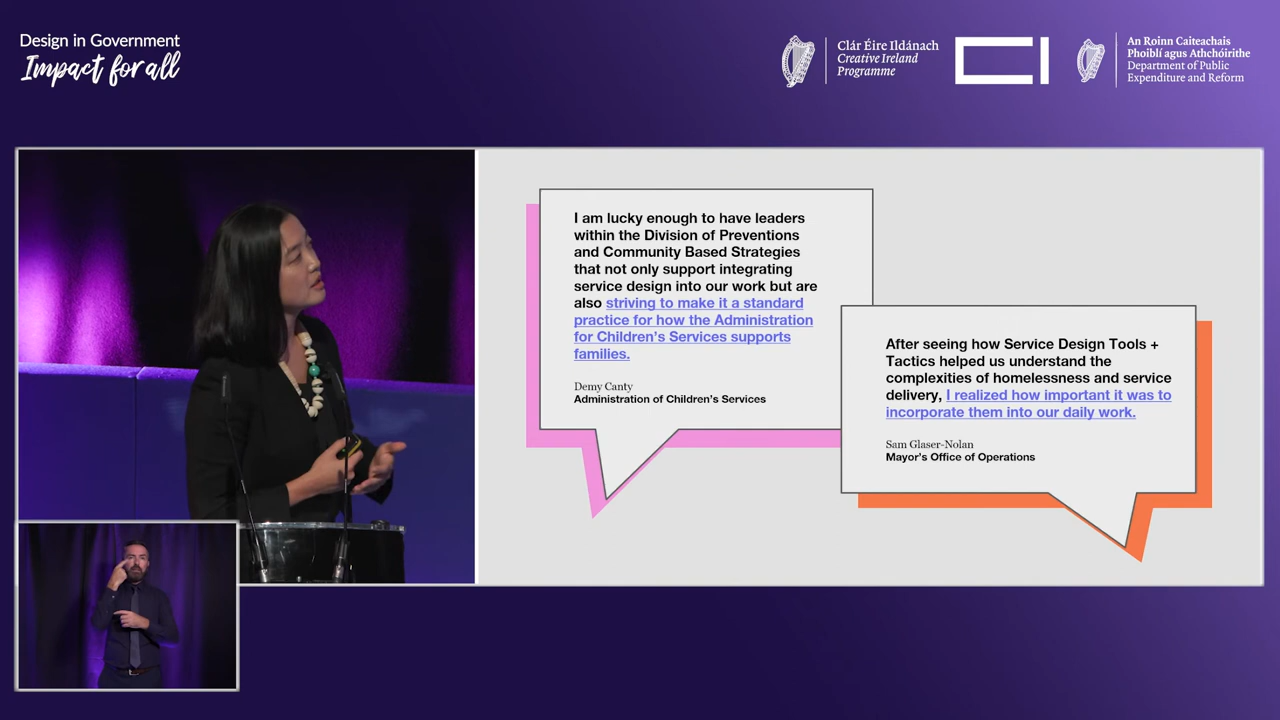 Design in Government
Impact for all
Clár Éire Ildánach
Creative Ireland
Programme
CI
An Roinn Caiteachais
Phoiblí agus Athchóirithe
Department of Public
Expenditure and Reform
I am lucky enough to have leaders
within the Division of Preventions
and Community Based Strategies
that not only support integrating
service design into our work but are
also striving to make it a standard
practice for how the Administration
for Children’s Services supports
families.
Demy Canty
Administration of Children’s Services
After seeing how Service Design Tools +
Tactics helped us understand the
complexities of homelessness and service
delivery, I realized how important it was to
incorporate them into our daily work.
Sam Glaser-Nolan
Mayor’s Office of Operations